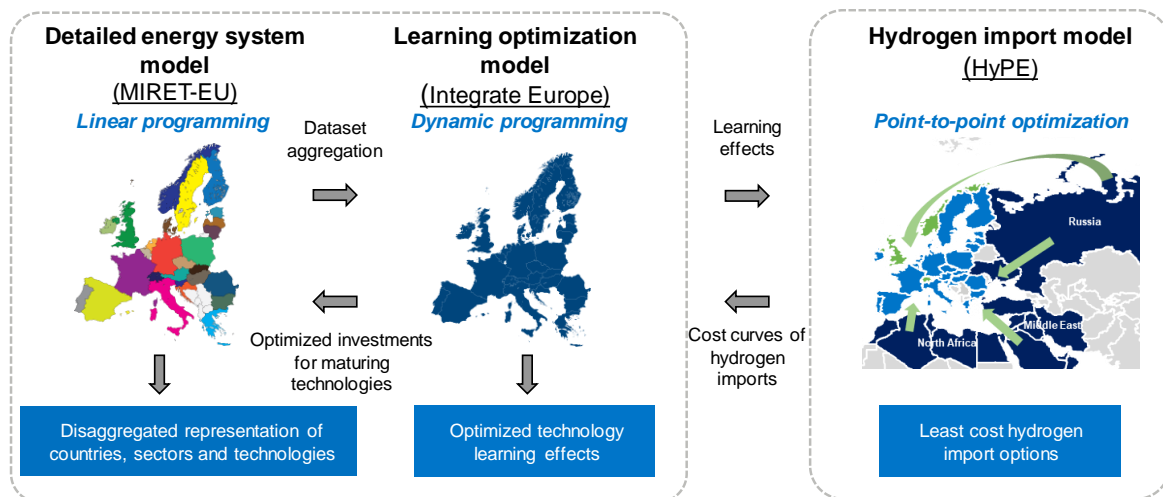 Detailed energy system
model
(MIRET-EU)
Linear programming
Dataset
aggregation
Learning optimization
model
(Integrate Europe)
Dynamic programming
Learning
effects
Hydrogen import model
(HyPE)
Point-to-point optimization
Russia
Middle East
North Africa
Optimized investments
for maturing
technologies
Cost curves of
hydrogen
imports
Disaggregated representation of
countries, sectors and technologies
Optimized technology
learning effects
Least cost hydrogen
import options